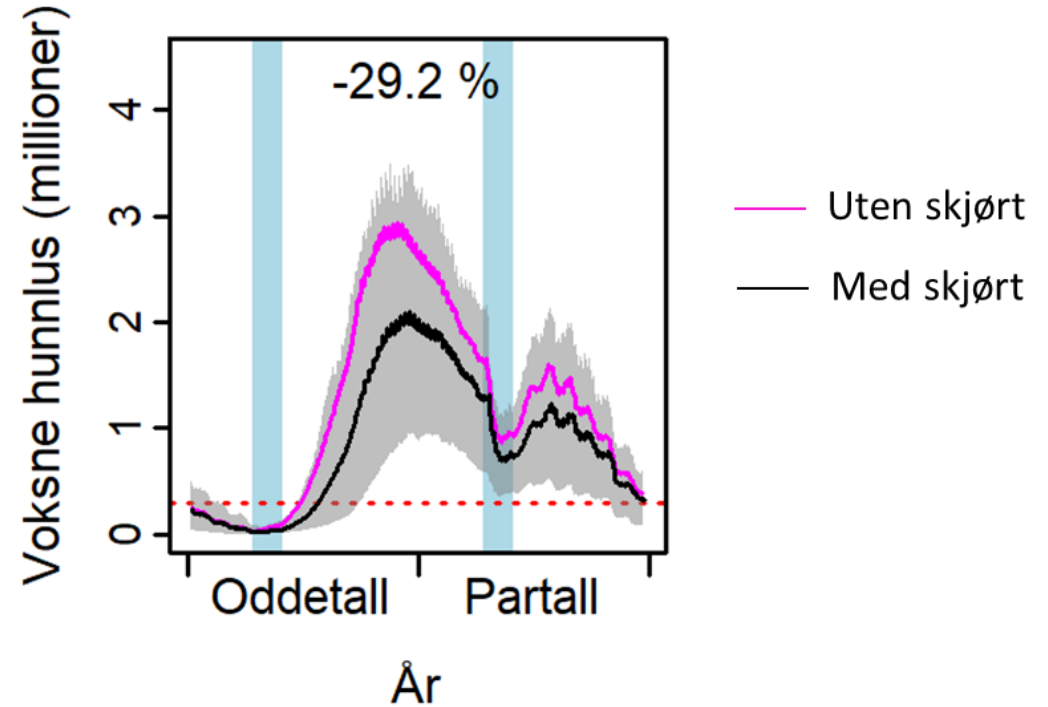 Voksne hunnlus (millioner)
4
3
2
1
0
-29.2 %
Oddetall
Partall
År
Uten skjørt
Med skjørt